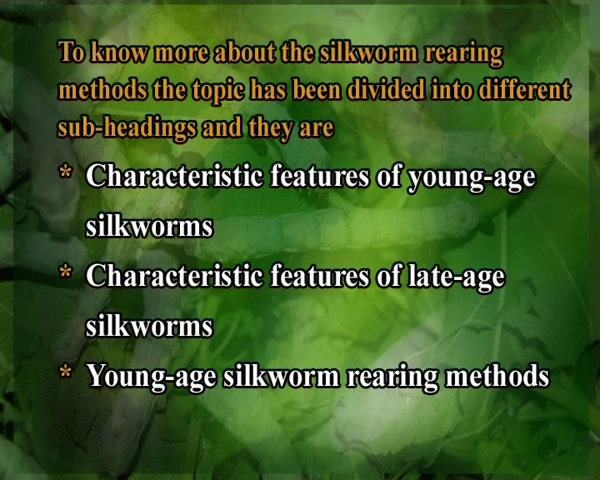 To know more about the silkworm rearing
methods the topic has been divided into different
sub-headings and they are
* Characteristic features of young-age
silkworms
* Characteristic features of late-age
silkworms
* Young-age silkworm rearing methods